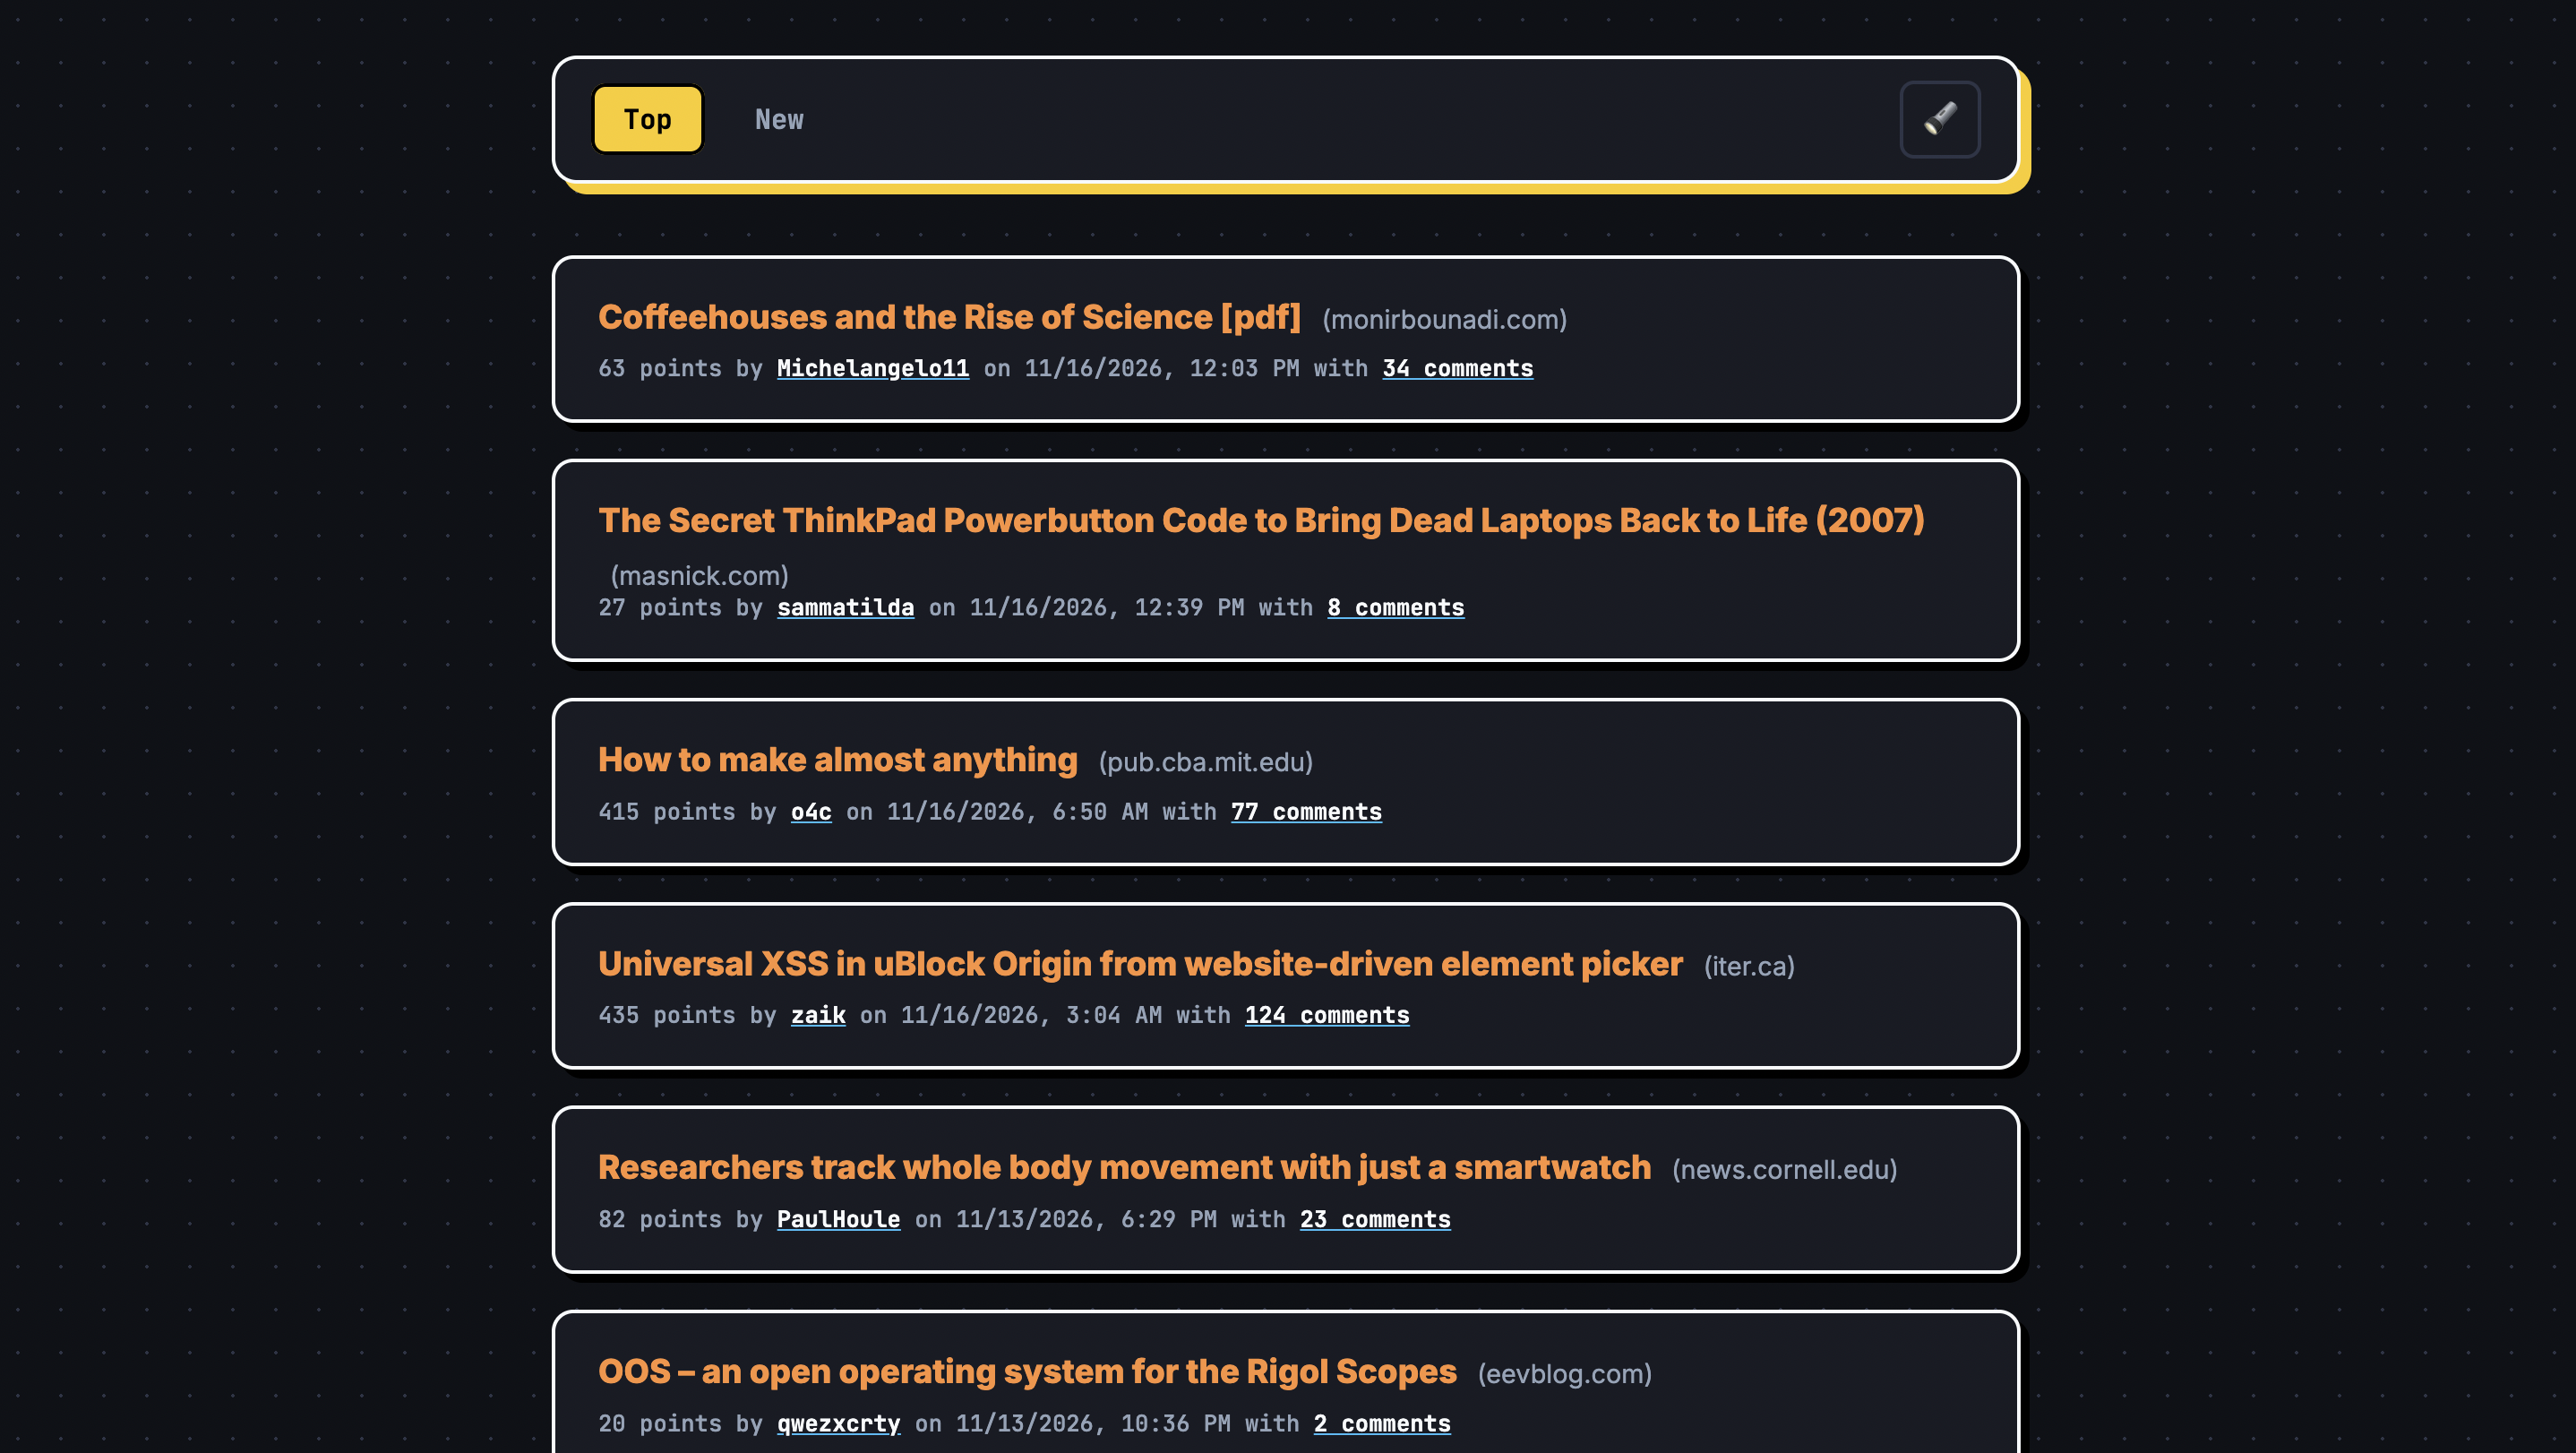 Top New
Coffeehouses and the Rise of Science [pdf] (monirbounadi.com)
63 points by Michelangelo11 on 11/16/2026, 12:03 PM with 34 comments
The Secret ThinkPad Powerbutton Code to Bring Dead Laptops Back to Life (2007)
(masnick.com)
27 points by sammatilda on 11/16/2026, 12:39 PM with 8 comments
How to make almost anything (pub.cba.mit.edu)
415 points by o4c on 11/16/2026, 6:50 AM with 77 comments
Universal XSS in uBlock Origin from website-driven element picker (iter.ca)
435 points by zaik on 11/16/2026, 3:04 AM with 124 comments
Researchers track whole body movement with just a smartwatch (news.cornell.edu)
82 points by PaulHoule on 11/13/2026, 6:29 PM with 23 comments
OOS – an open operating system for the Rigol Scopes (eevblog.com)
20 points by qwezxcrty on 11/13/2026, 10:36 PM with 2 comments